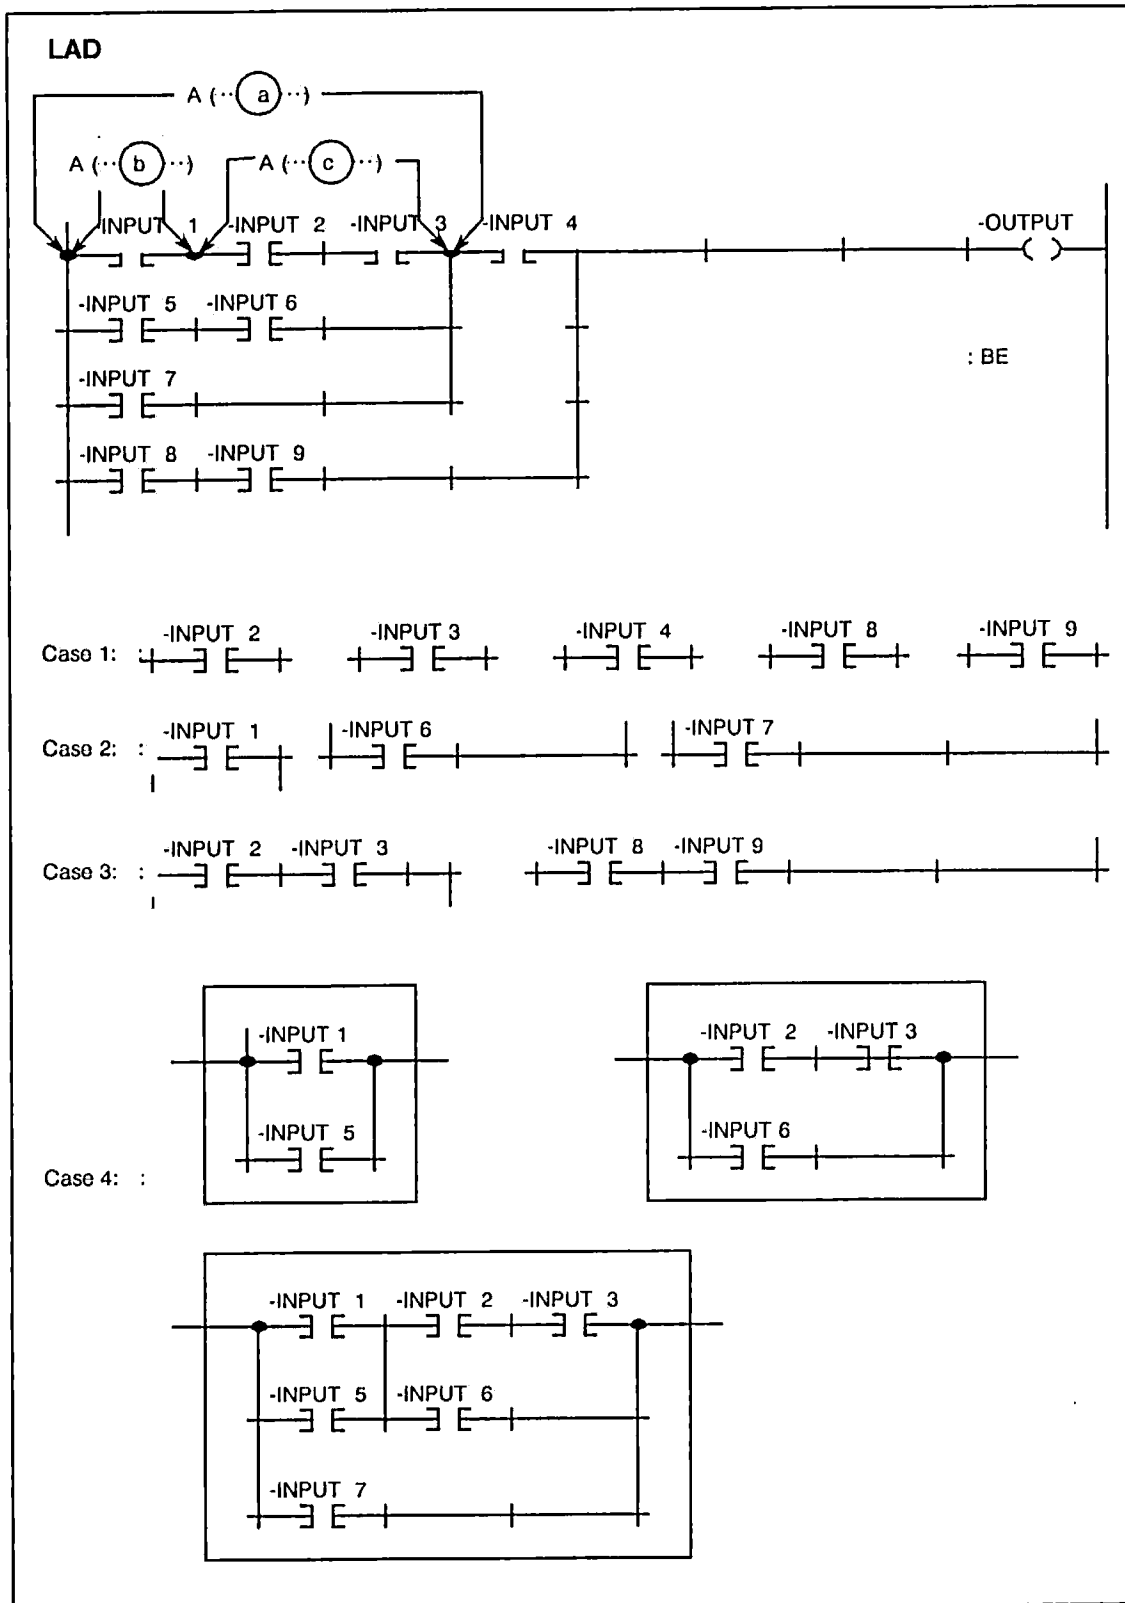 LAD
A (·· a ··)
A (·· b ··) A (·· c ··)
-INPUT 1 -INPUT 2 -INPUT 3 -INPUT 4 -OUTPUT
-INPUT 5 -INPUT 6
: BE
-INPUT 7
-INPUT 8 -INPUT 9
Case 1: : -INPUT 2 -INPUT 3 -INPUT 4 -INPUT 8 -INPUT 9
Case 2: : -INPUT 1 -INPUT 6 -INPUT 7
Case 3: : -INPUT 2 -INPUT 3 -INPUT 8 -INPUT 9
-INPUT 1 -INPUT 2 -INPUT 3
-INPUT 5 -INPUT 6
Case 4: :
-INPUT 1 -INPUT 2 -INPUT 3
-INPUT 5 -INPUT 6
-INPUT 7